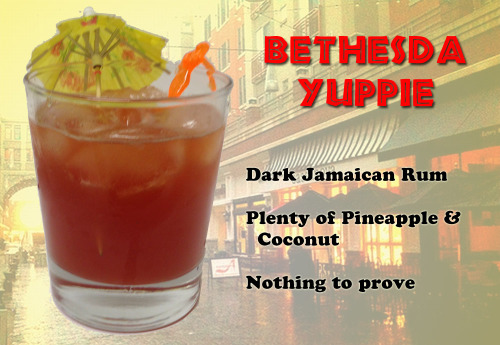 BETHESDA
YUPPIE
Dark Jamaican Rum
Plenty of Pineapple &
Coconut
Nothing to prove